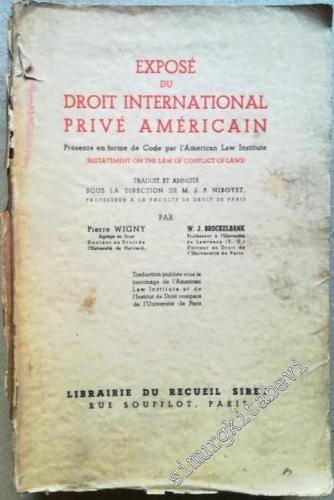 EXPOSÉ
DU
DROIT INTERNATIONAL
PRIVÉ AMÉRICAIN
Présenté en forme de Code par l'American Law Institute
(RESTATEMENT ON THE LAW OF CONFLICT OF LAWS)
TRADUIT ET ANNOTÉ
SOUS LA DIRECTION DE M. J. P. NIBOYET,
PROFESSEUR A LA FACULTÉ DE DROIT DE PARIS
PAR
Pierre WIGNY
Agrégé en Droit
Docteur en Droit de
l'Université de Harvard.
W. J. BROCKELBANK
Professeur à l'Université
de Lawrence (E. U.)
Docteur en Droit de
l'Université de Paris
Traduction publiée sous le
patronage de l'American
Law Institute et de
l'Institut de Droit comparé
de l'Université de Paris
LIBRAIRIE DU RECUEIL SIREY
RUE SOUFFLOT, PARIS
simurgkitabevi.com